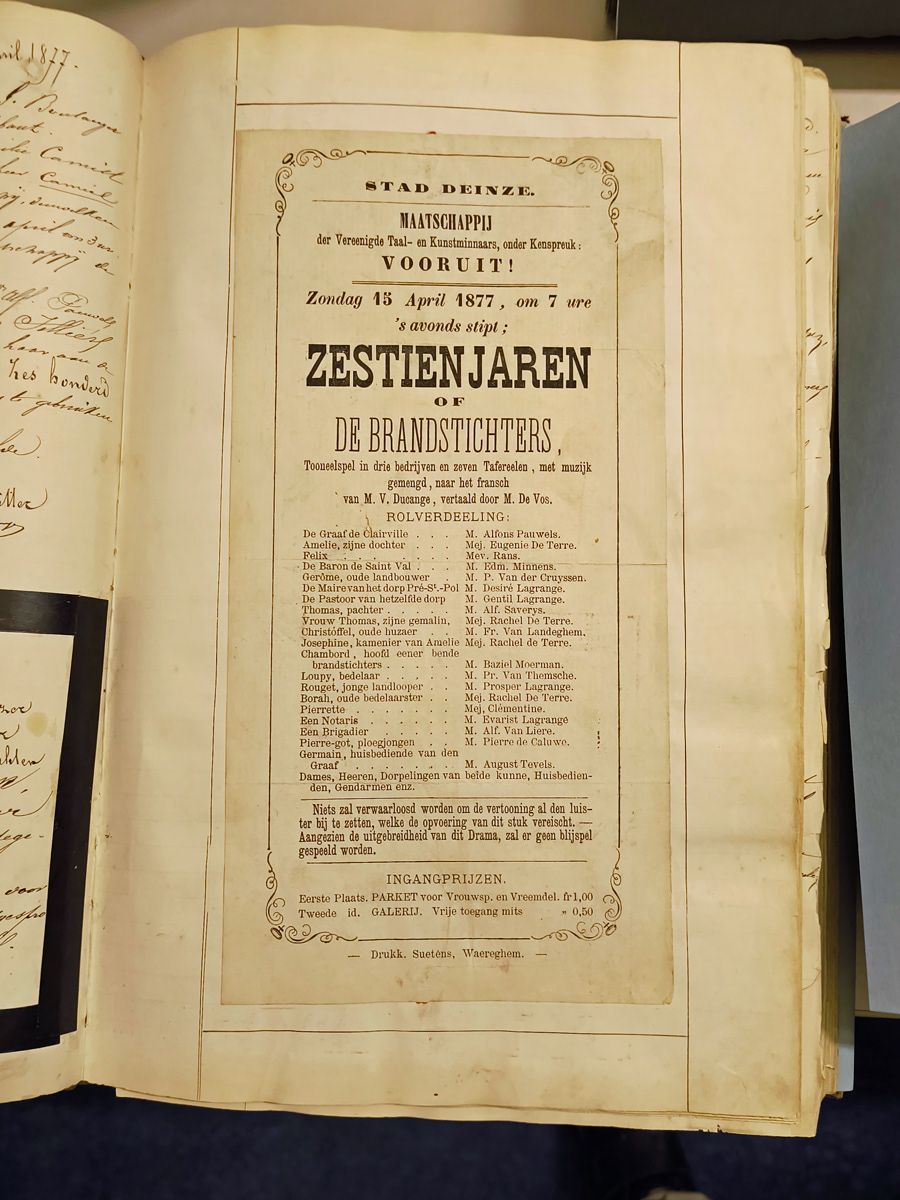 April 1877.
Camiel
Camiel
april
Pauwels
zes honderd
te gebruiken
STAD DEINZE.
MAATSCHAPPIJ
der Vereenigde Taal- en Kunstminnaars, onder Kenspreuk:
VOORUIT!
Zondag 15 April 1877, om 7 ure
's avonds stipt;
ZESTIEN JAREN
OF
DE BRANDSTICHTERS,
Tooneelspel in drie bedrijven en zeven Tafereelen, met muzijk
gemengd, naar het fransch
van M. V. Ducange, vertaald door M. De Vos.
ROLVERDEELING:
De Graaf de Clairville . . . M. Alfons Pauwels.
Amelie, zijne dochter . . . Mej. Eugenie De Terre.
Felix . . . . . . . Mev. Rans.
De Baron de Saint Val . . . M. Edm. Minnens.
Gerôme, oude landbouwer . M. P. Van der Cruyssen.
De Maire van het dorp Pré-St.-Pol M. Desiré Lagrange.
De Pastoor van hetzelfde dorp M. Gentil Lagrange.
Thomas, pachter . . . . . M. Alf. Saverys.
Vrouw Thomas, zijne gemalin, Mej. Rachel De Terre.
Christoffel, oude huzaer . . M. Fr. Van Landeghem.
Josephine, kamenier van Amelie Mej. Rachel de Terre.
Chambord, hoofd eener bende
brandstichters . . . . . M. Baziel Moerman.
Loupy, bedelaar . . . . . M. Pr. Van Themsche.
Rouget, jonge landlooper . . M. Prosper Lagrange.
Borah, oude bedelaarster . . Mej. Rachel De Terre.
Pierrette . . . . . . . Mej, Clémentine.
Een Notaris . . . . . . M. Evarist Lagrange
Een Brigadier . . . . . M. Alf. Van Liere.
Pierre-got, ploegjongen . . M. Pierre de Caluwe.
Germain, huisbediende van den
Graaf . . . . . . . . M. August Tevels.
Dames, Heeren, Dorpelingen van beide kunne, Huisbedien-
den, Gendarmen enz.
Niets zal verwaarloosd worden om de vertooning al den luis-
ter bij te zetten, welke de opvoering van dit stuk vereischt. —
Aangezien de uitgebreidheid van dit Drama, zal er geen blijspel
gespeeld worden.
INGANGPRIJZEN.
Eerste Plaats. PARKET voor Vrouwsp. en Vreemdel. fr 1,00
Tweede id. GALERIJ. Vrije toegang mits „ 0,50
— Drukk. Suetens, Waereghem. —